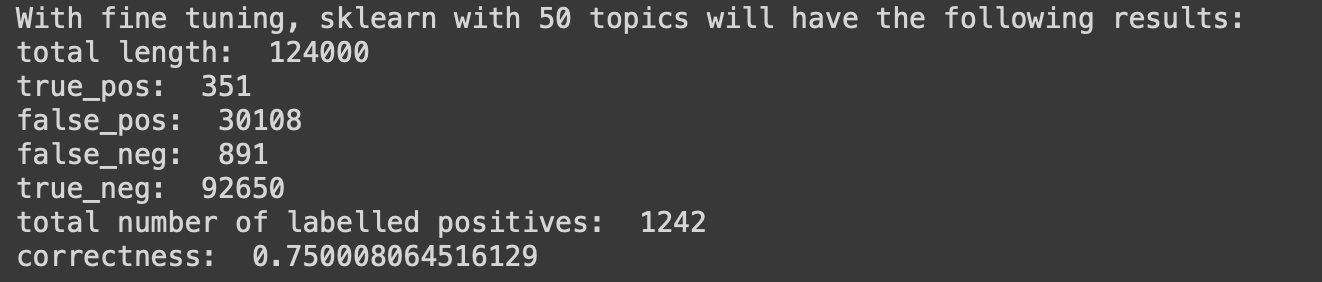 With fine tuning, sklearn with 50 topics will have the following results:
total length:  124000
true_pos:  351
false_pos:  30108
false_neg:  891
true_neg:  92650
total number of labelled positives:  1242
correctness:  0.750008064516129